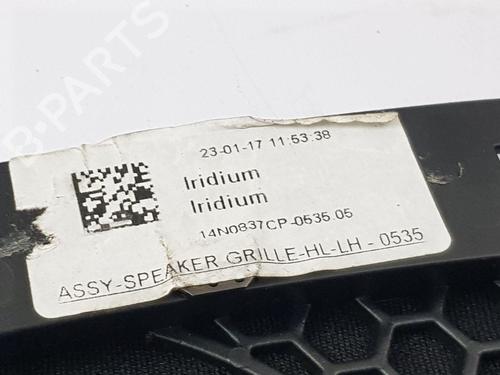 B-PARTS
23-01-17 11:53:38
Iridium
Iridium
14N0837CP-0535.05
ASSY-SPEAKER GRILLE-HL-LH - 0535